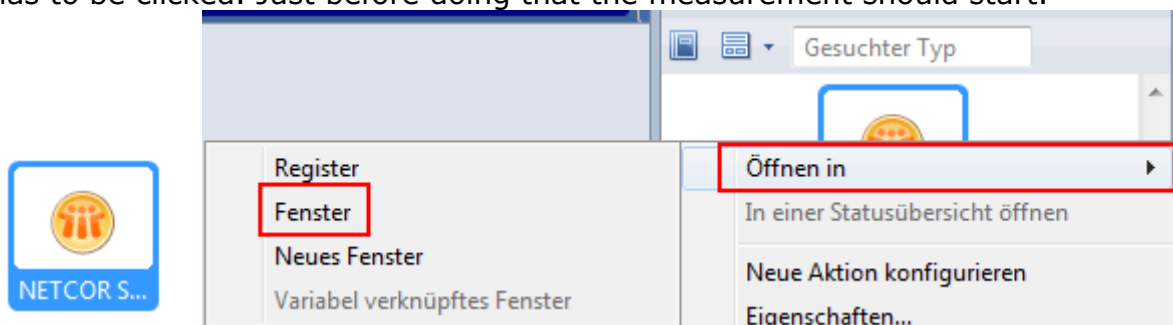 has to be clicked. Just before doing that the measurement should start.
Gesuchter Typ
Register
Fenster
Neues Fenster
Variabel verknüpftes Fenster
Öffnen in
In einer Statusübersicht öffnen
Neue Aktion konfigurieren
Eigenschaften...
NETCOR S...